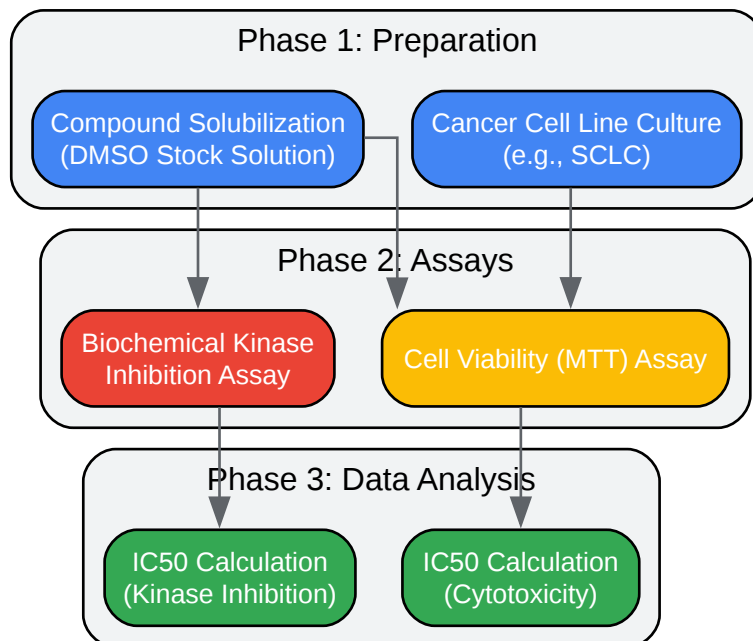 Phase 1: Preparation
Compound Solubilization
(DMSO Stock Solution)
Cancer Cell Line Culture
(e.g., SCLC)
Phase 2: Assays
Biochemical Kinase
Inhibition Assay
Cell Viability (MTT) Assay
Phase 3: Data Analysis
IC50 Calculation
(Kinase Inhibition)
IC50 Calculation
(Cytotoxicity)